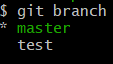 $ git branch
* master
  test